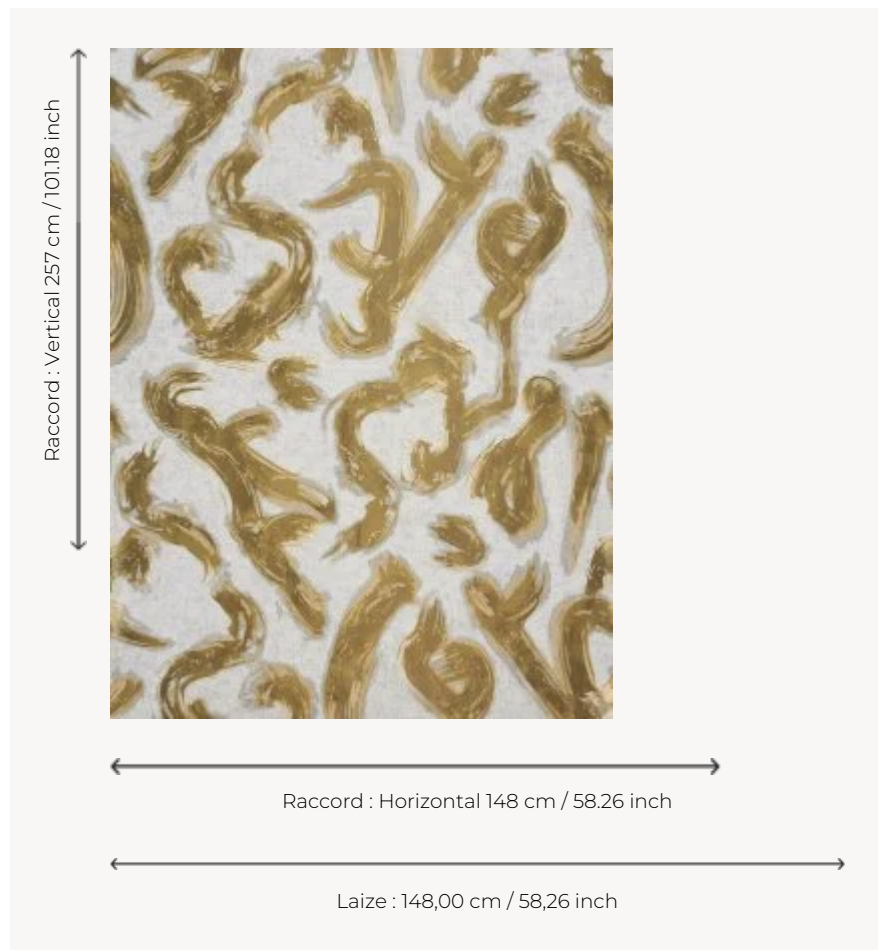 Raccord : Vertical 257 cm / 101.18 inch
Raccord : Horizontal 148 cm / 58.26 inch
Laize : 148,00 cm / 58,26 inch